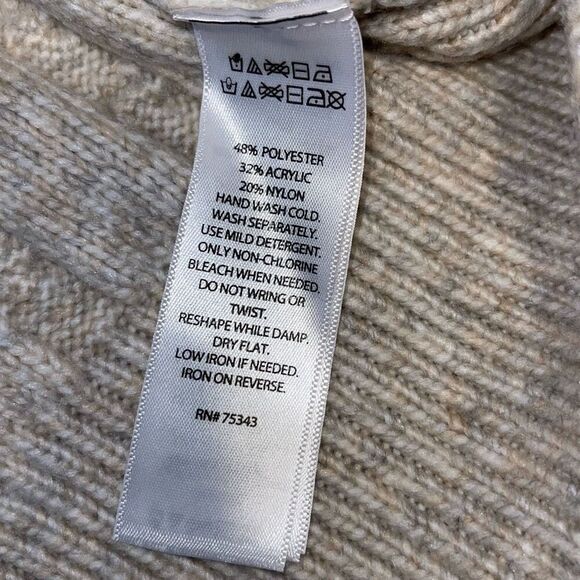 48% POLYESTER
32% ACRYLIC
20% NYLON
HAND WASH COLD.
WASH SEPARATELY.
USE MILD DETERGENT.
ONLY NON-CHLORINE
BLEACH WHEN NEEDED.
DO NOT WRING OR
TWIST.
RESHAPE WHILE DAMP.
DRY FLAT.
LOW IRON IF NEEDED.
IRON ON REVERSE.
RN# 75343